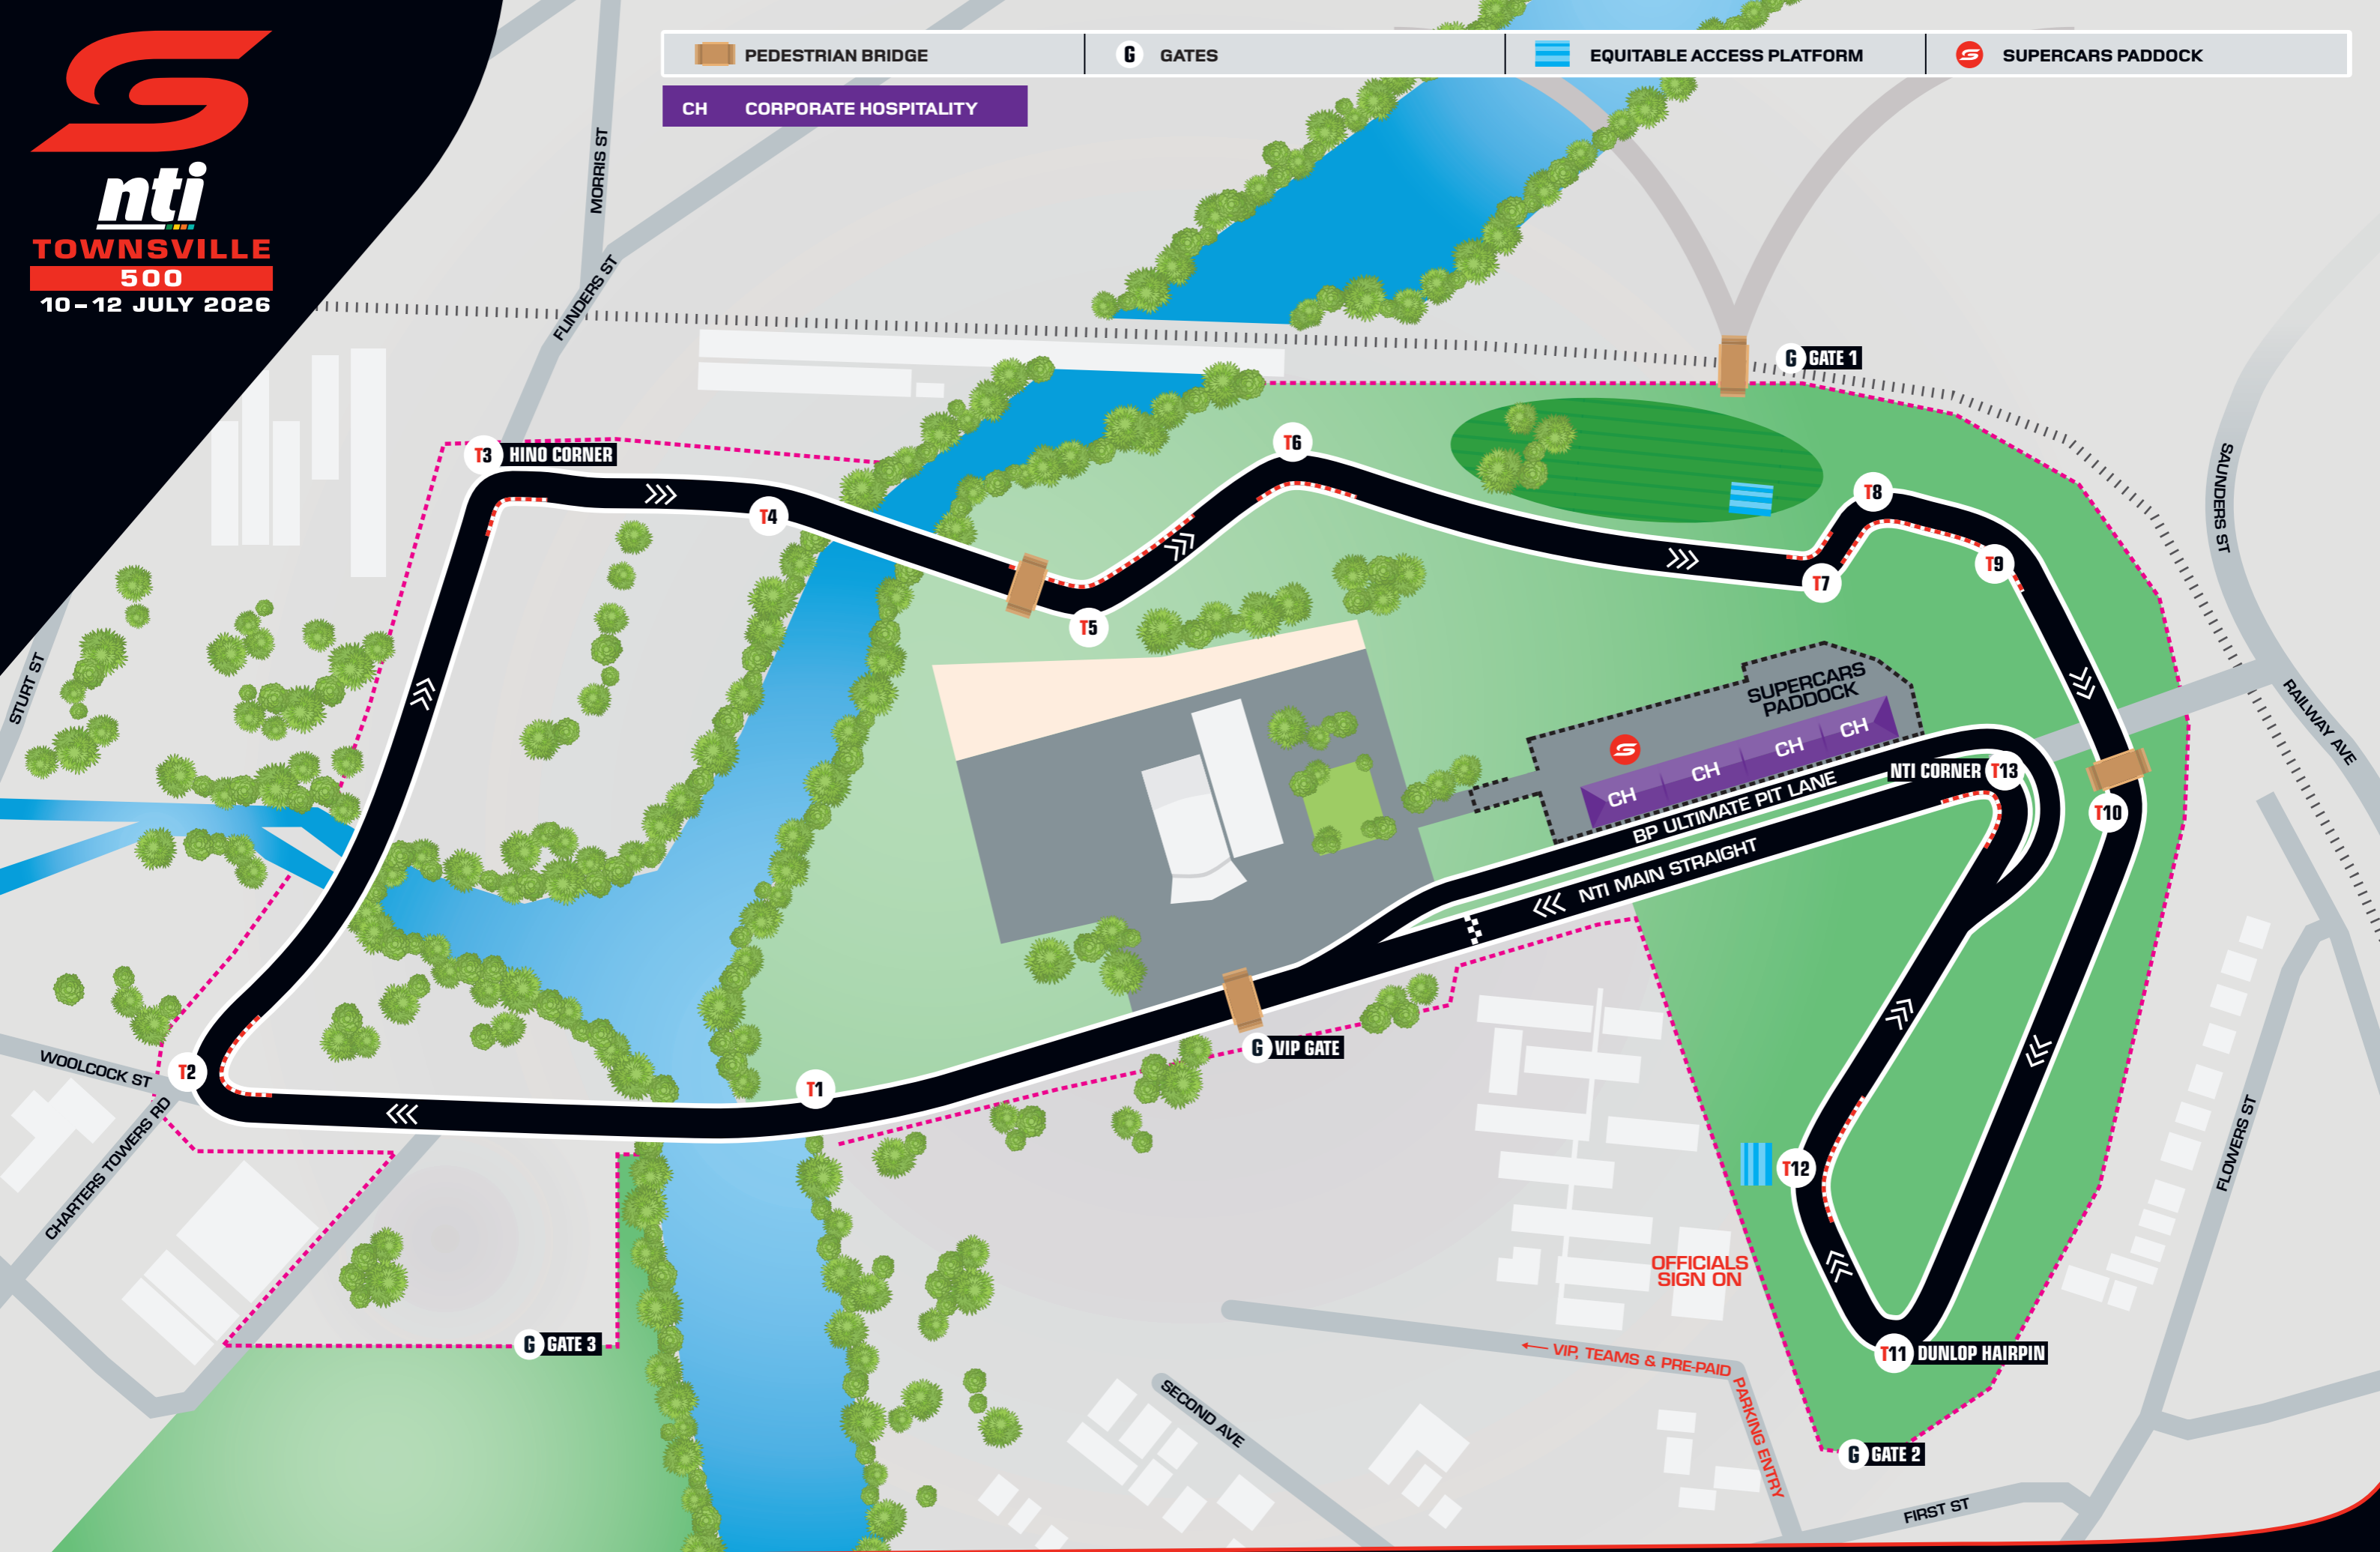 PEDESTRIAN BRIDGE
G GATES
EQUITABLE ACCESS PLATFORM
S SUPERCARS PADDOCK
CH CORPORATE HOSPITALITY
S
nti
TOWNSVILLE
500
10–12 JULY 2026
MORRIS ST
FLINDERS ST
G GATE 1
T3 HINO CORNER
T6
T4
T8
T9
T7
T5
SAUNDERS ST
STURT ST
RAILWAY AVE
SUPERCARS
PADDOCK
S
CH
CH
CH
CH
BP ULTIMATE PIT LANE
NTI CORNER T13
T10
NTI MAIN STRAIGHT
G VIP GATE
WOOLCOCK ST
T2
T1
CHARTERS TOWERS RD
T12
FLOWERS ST
OFFICIALS
SIGN ON
G GATE 3
VIP, TEAMS & PRE-PAID PARKING ENTRY
T11 DUNLOP HAIRPIN
SECOND AVE
G GATE 2
FIRST ST